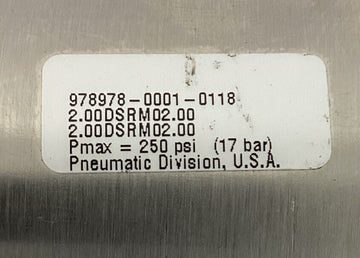 978978-0001-0118
2.00DSRM02.00
2.00DSRM02.00
Pmax = 250 psi (17 bar)
Pneumatic Division, U.S.A.